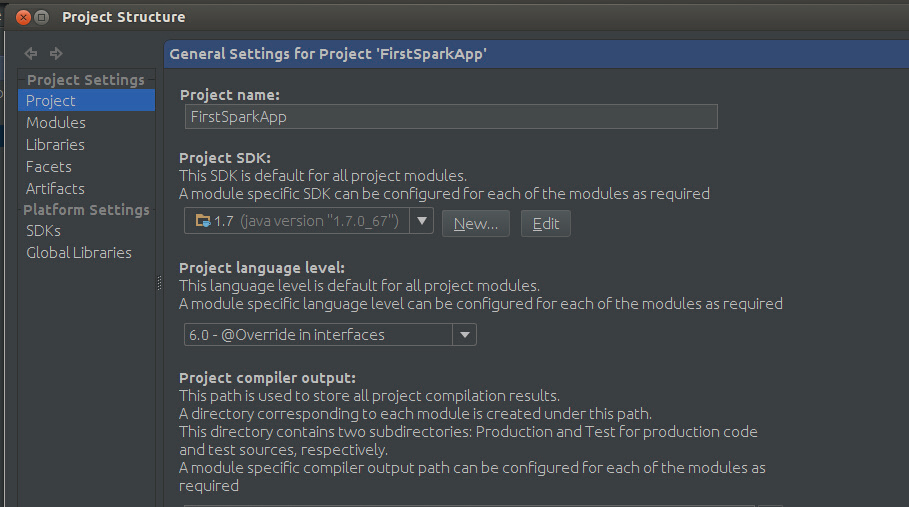 Project Structure
Project Settings
Project
Modules
Libraries
Facets
Artifacts
Platform Settings
SDKs
Global Libraries
General Settings for Project 'FirstSparkApp'
Project name:
FirstSparkApp
Project SDK:
This SDK is default for all project modules.
A module specific SDK can be configured for each of the modules as required
1.7 (java version "1.7.0_67")
New...
Edit
Project language level:
This language level is default for all project modules.
A module specific language level can be configured for each of the modules as required
6.0 - @Override in interfaces
Project compiler output:
This path is used to store all project compilation results.
A directory corresponding to each module is created under this path.
This directory contains two subdirectories: Production and Test for production code
and test sources, respectively.
A module specific compiler output path can be configured for each of the modules as
required